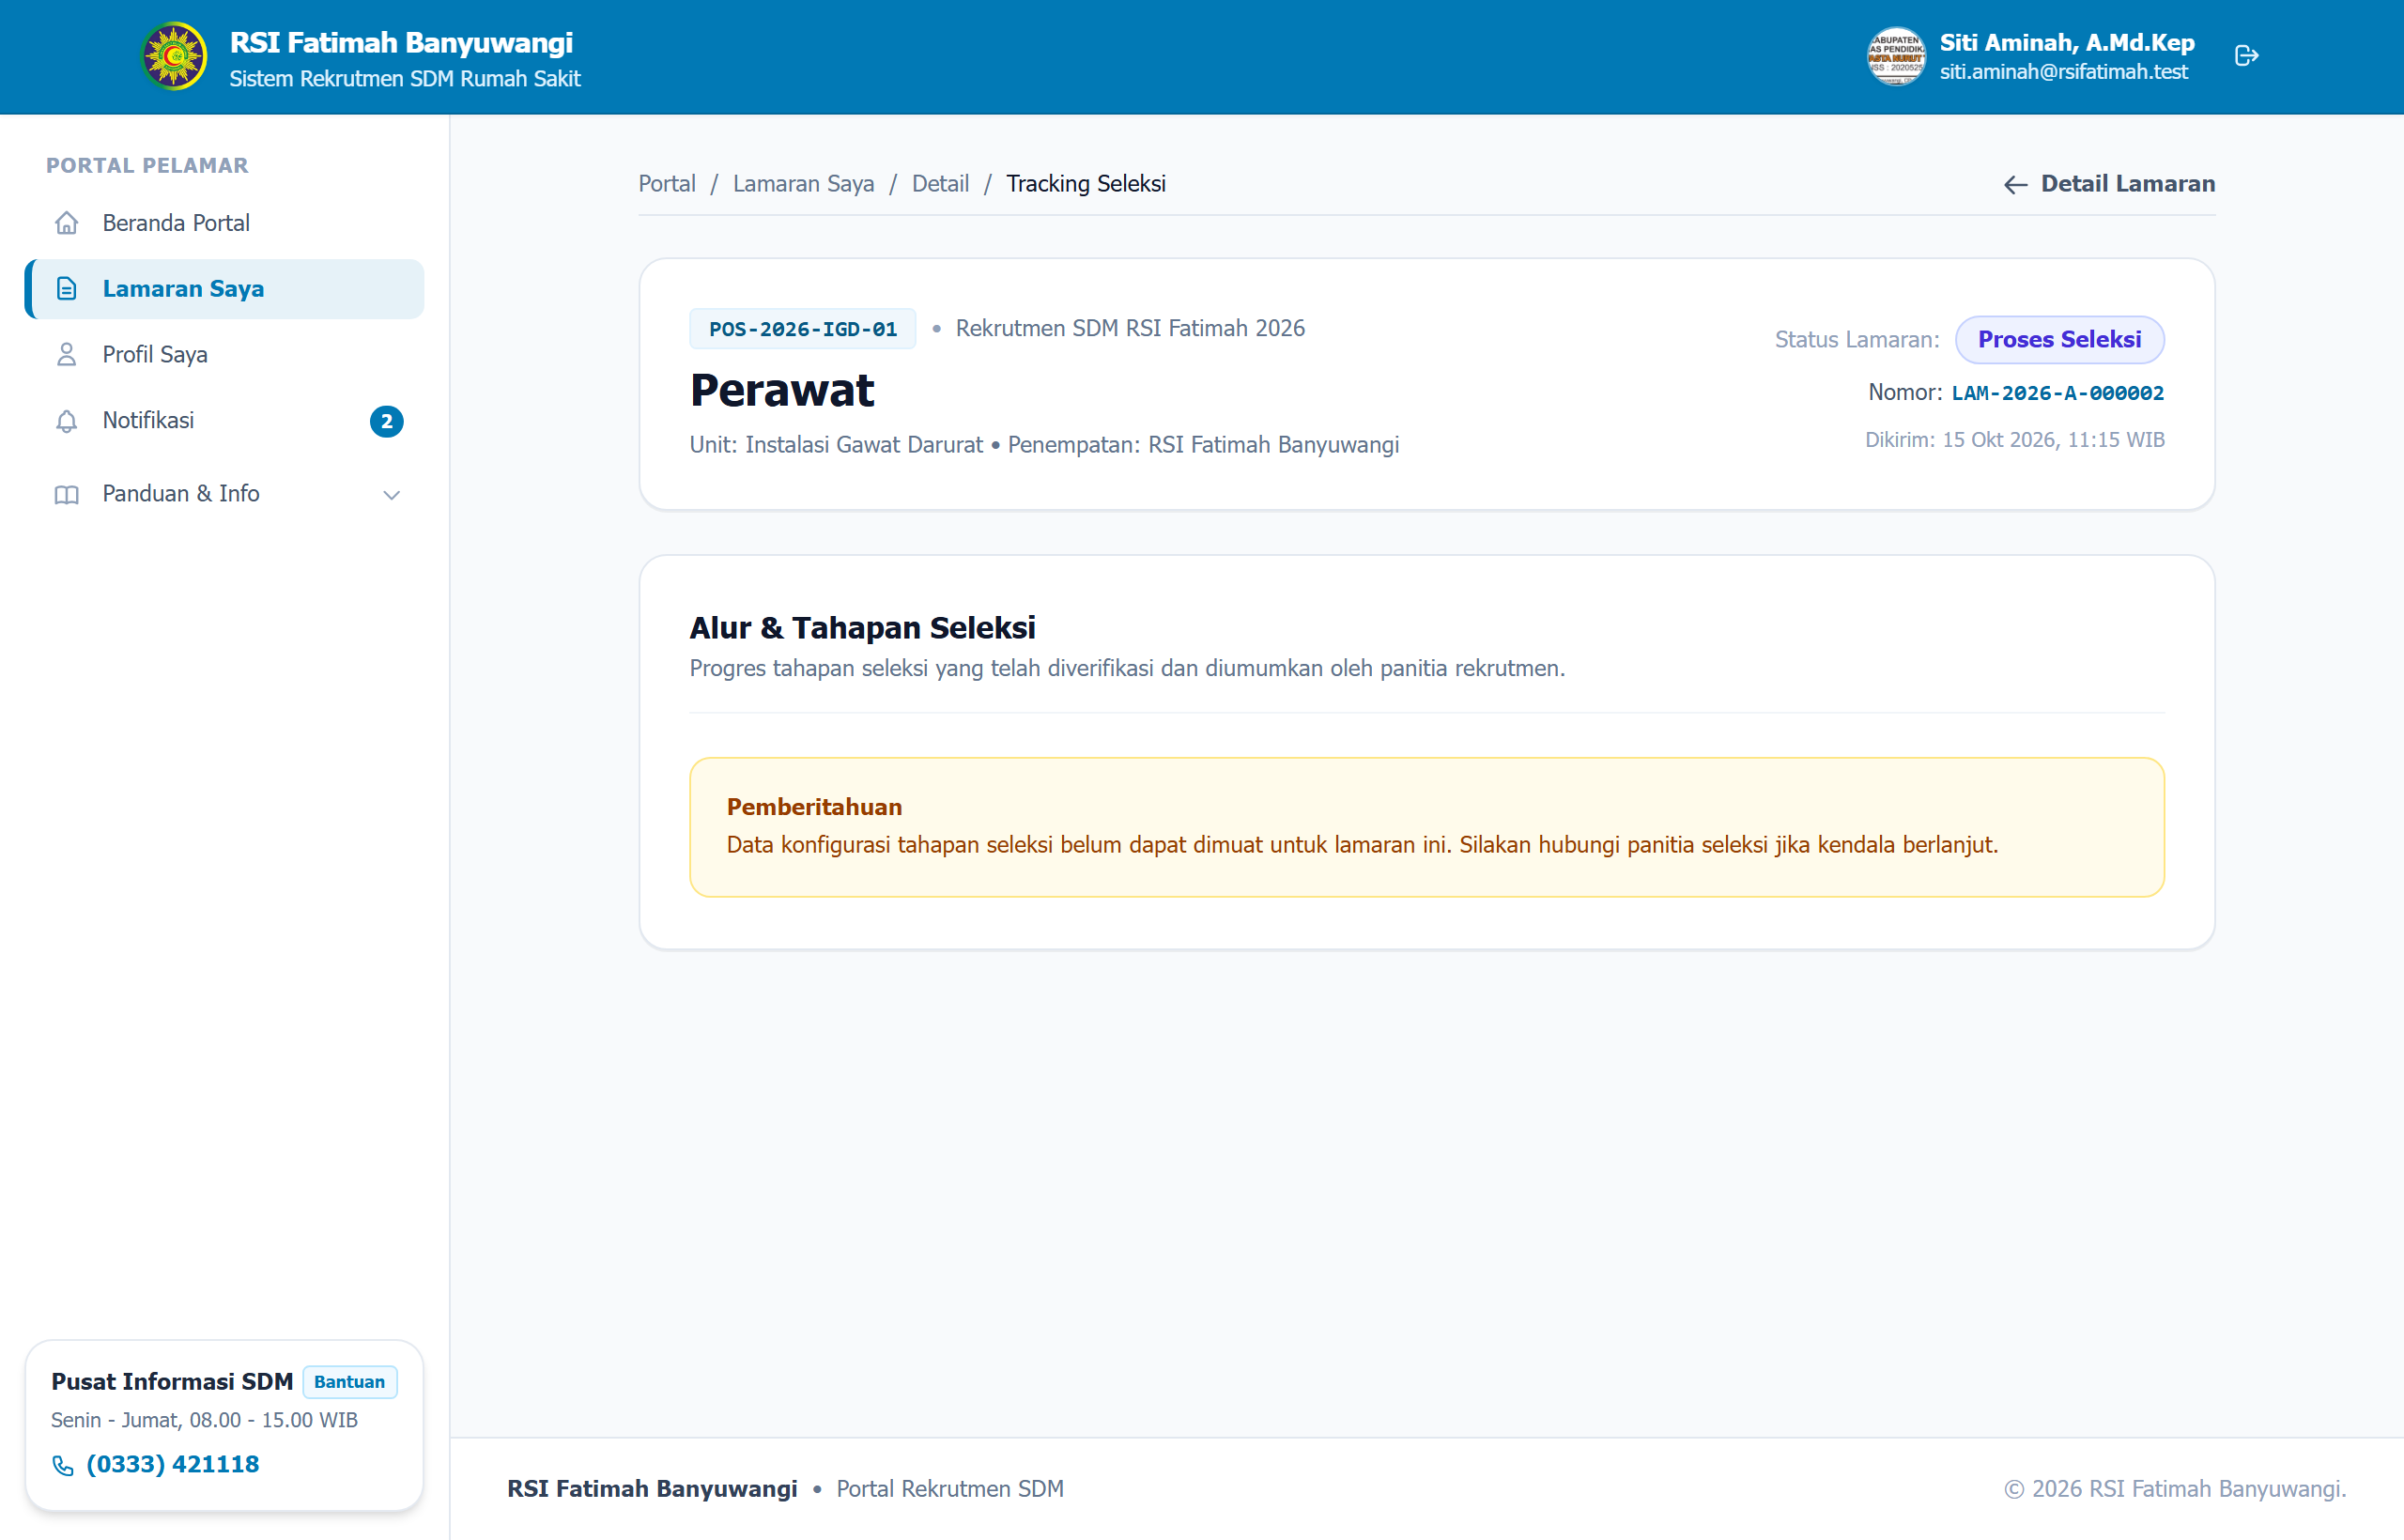 RSI Fatimah Banyuwangi
Sistem Rekrutmen SDM Rumah Sakit
Siti Aminah, A.Md.Kep
siti.aminah@rsifatimah.test
PORTAL PELAMAR
Beranda Portal
Lamaran Saya
Profil Saya
Notifikasi 2
Panduan & Info
Portal / Lamaran Saya / Detail / Tracking Seleksi
← Detail Lamaran
POS-2026-IGD-01 • Rekrutmen SDM RSI Fatimah 2026
Perawat
Unit: Instalasi Gawat Darurat • Penempatan: RSI Fatimah Banyuwangi
Status Lamaran: Proses Seleksi
Nomor: LAM-2026-A-000002
Dikirim: 15 Okt 2026, 11:15 WIB
Alur & Tahapan Seleksi
Progres tahapan seleksi yang telah diverifikasi dan diumumkan oleh panitia rekrutmen.
Pemberitahuan
Data konfigurasi tahapan seleksi belum dapat dimuat untuk lamaran ini. Silakan hubungi panitia seleksi jika kendala berlanjut.
Pusat Informasi SDM Bantuan
Senin - Jumat, 08.00 - 15.00 WIB
(0333) 421118
RSI Fatimah Banyuwangi • Portal Rekrutmen SDM
© 2026 RSI Fatimah Banyuwangi.